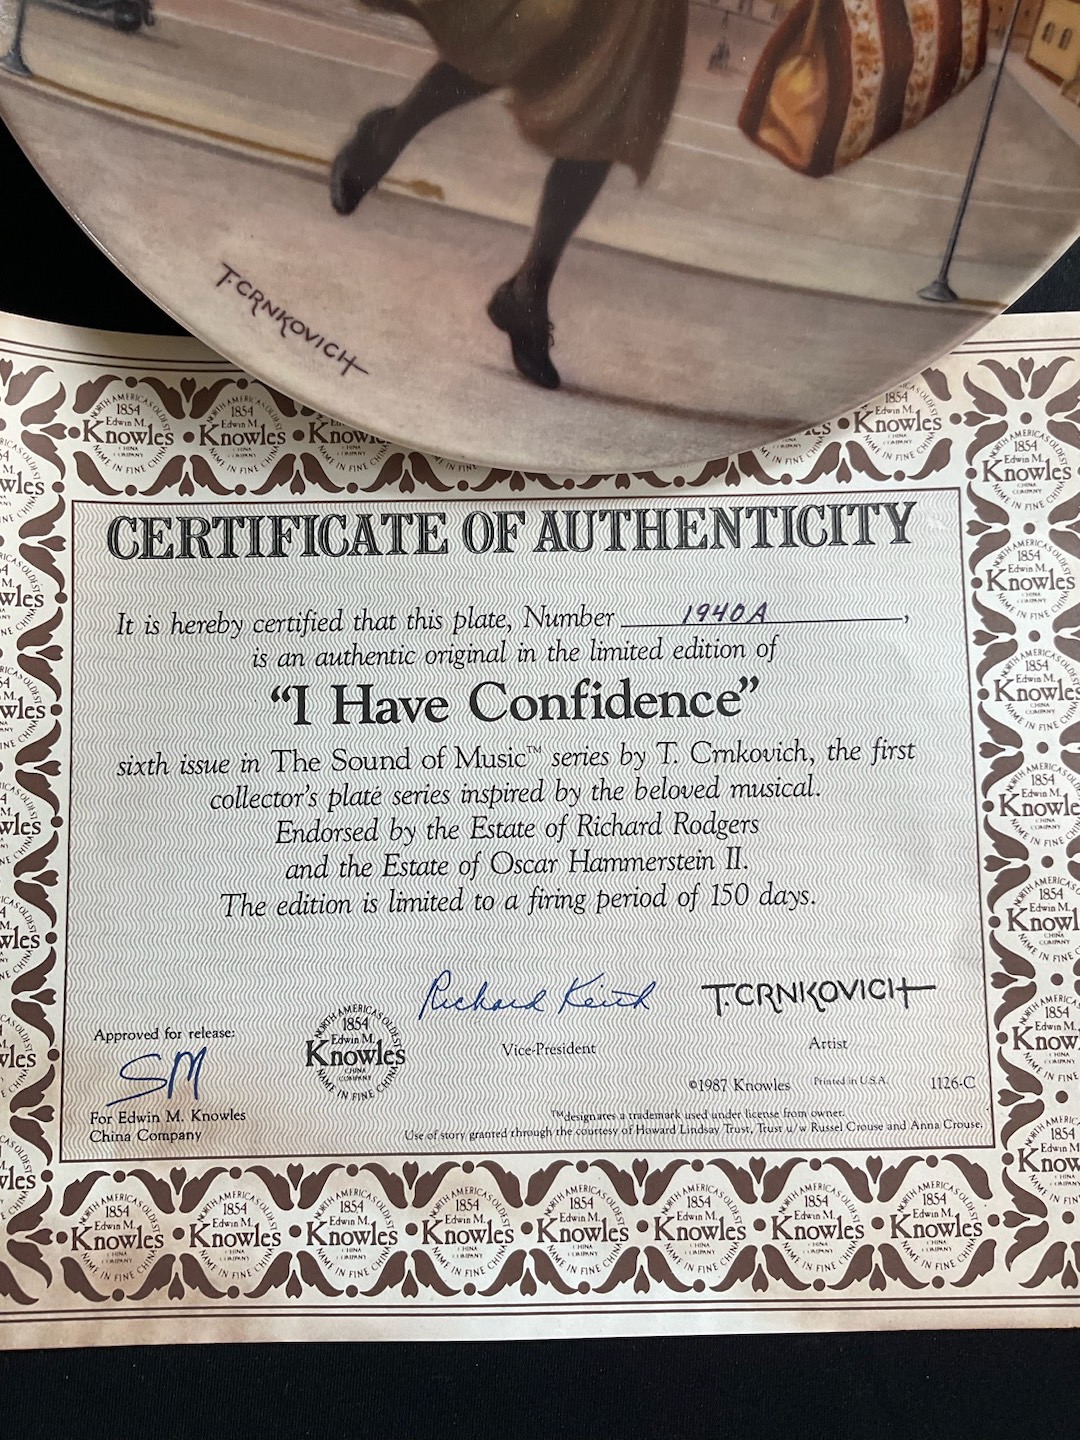 T. CRNKOVICH
CERTIFICATE OF AUTHENTICITY
It is hereby certified that this plate, Number 1940A,
is an authentic original in the limited edition of
“I Have Confidence”
sixth issue in The Sound of Music™ series by T. Crnkovich, the first
collector's plate series inspired by the beloved musical.
Endorsed by the Estate of Richard Rodgers
and the Estate of Oscar Hammerstein II.
The edition is limited to a firing period of 150 days.
Richard Keith
T. CRNKOVICH
Vice-President
Artist
Approved for release:
SM
For Edwin M. Knowles
China Company
NORTH AMERICA'S OLDEST
1854
Edwin M.
Knowles
CHINA
COMPANY
NAME IN FINE CHINA
©1987 Knowles Printed in U.S.A. 1126-C
™designates a trademark used under license from owner.
Use of story granted through the courtesy of Howard Lindsay Trust, Trust u/w Russel Crouse and Anna Crouse.